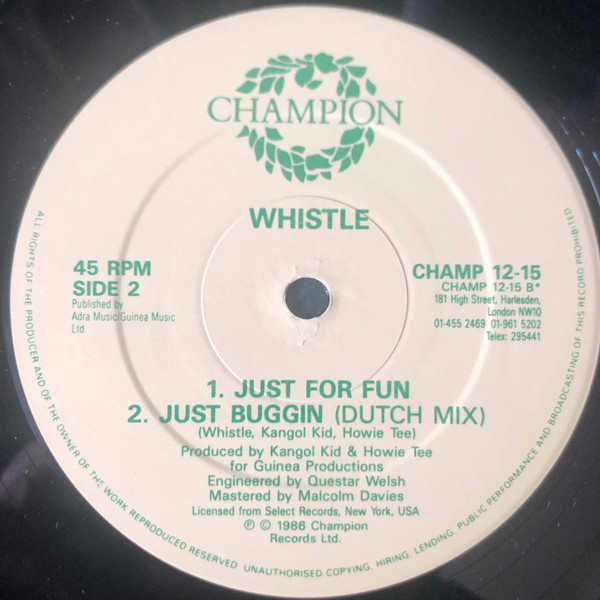 CHAMPION
WHISTLE
45 RPM
SIDE 2
Published by
Adra Music/Guinea Music
Ltd.
CHAMP 12-15
CHAMP 12-15 B*
181 High Street, Harlesden,
London NW10
01-455 2469 01-961 5202
Telex: 295441
1. JUST FOR FUN
2. JUST BUGGIN (DUTCH MIX)
(Whistle, Kangol Kid, Howie Tee)
Produced by Kangol Kid & Howie Tee
for Guinea Productions
Engineered by Questar Welsh
Mastered by Malcolm Davies
Licensed from Select Records, New York, USA
℗ © 1986 Champion
Records Ltd.
ALL RIGHTS OF THE PRODUCER AND OF THE OWNER OF THE WORK REPRODUCED RESERVED. UNAUTHORISED COPYING, HIRING, LENDING, PUBLIC PERFORMANCE AND BROADCASTING OF THIS RECORD PROHIBITED